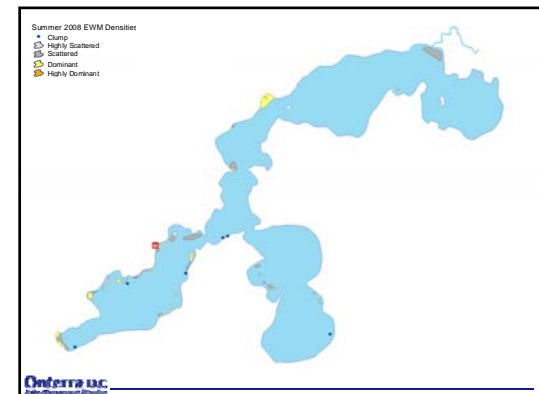 Summer 2008 EWM Densities
Clump
Highly Scattered
Scattered
Dominant
Highly Dominant
Onterra LLC